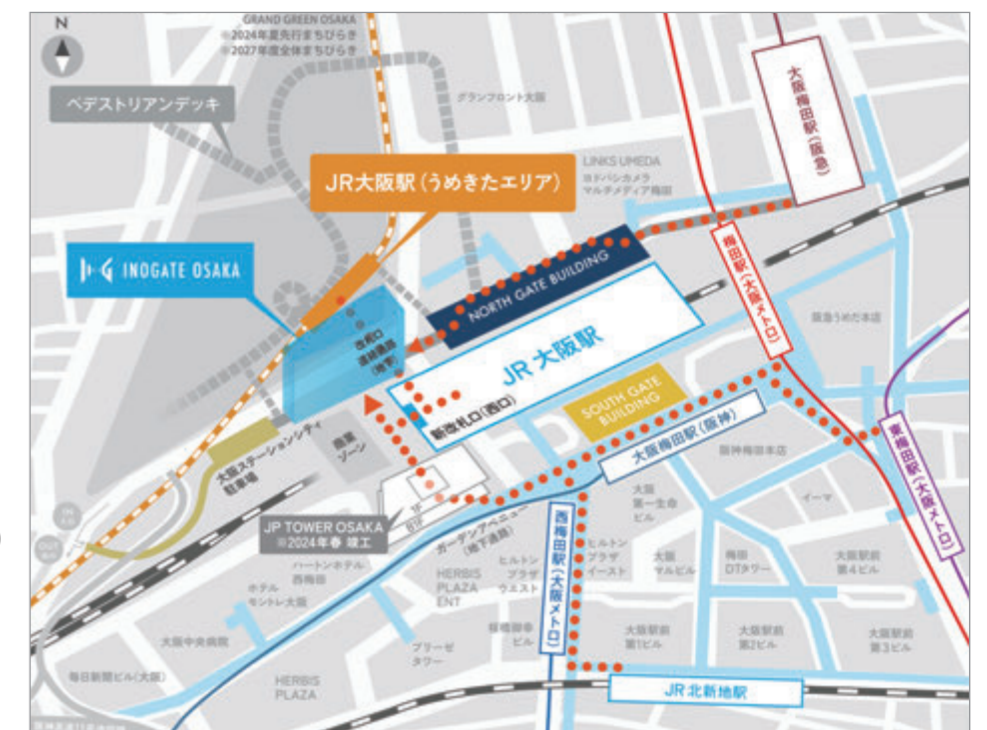 N
GRAND GREEN OSAKA
※2024年夏先行まちびらき
※2027年度全体まちびらき
ペデストリアンデッキ
グランフロント大阪
大阪梅田駅（阪急）
JR大阪駅（うめきたエリア）
LINKS UMEDA
ヨドバシカメラ
マルチメディア梅田
INOGATE OSAKA
NORTH GATE BUILDING
梅田駅（大阪メトロ）
改札口
連絡通路
（地下）
JR 大阪駅
阪急うめだ本店
新改札口（西口）
SOUTH GATE
BUILDING
大阪ステーションシティ
駐車場
商業
ゾーン
大阪梅田駅（阪神）
阪神梅田本店
東梅田駅（大阪メトロ）
IN
OUT
1F
B1F
JP TOWER OSAKA
※2024年春 竣工
ガーデンアベニュー
（地下通路）
西梅田駅（大阪メトロ）
大阪
第一生命
ビル
イーマ
ハートンホテル
西梅田
ホテル
モントレ大阪
HERBIS
PLAZA
ENT
ヒルトン
プラザ
ウエスト
ヒルトン
プラザ
イースト
大阪
マルビル
梅田
DTタワー
大阪駅前
第4ビル
大阪中央病院
ブリーゼ
タワー
桜橋御幸
ビル
大阪駅前
第1ビル
大阪駅前
第2ビル
大阪駅前
第3ビル
毎日新聞ビル（大阪）
HERBIS
PLAZA
JR北新地駅